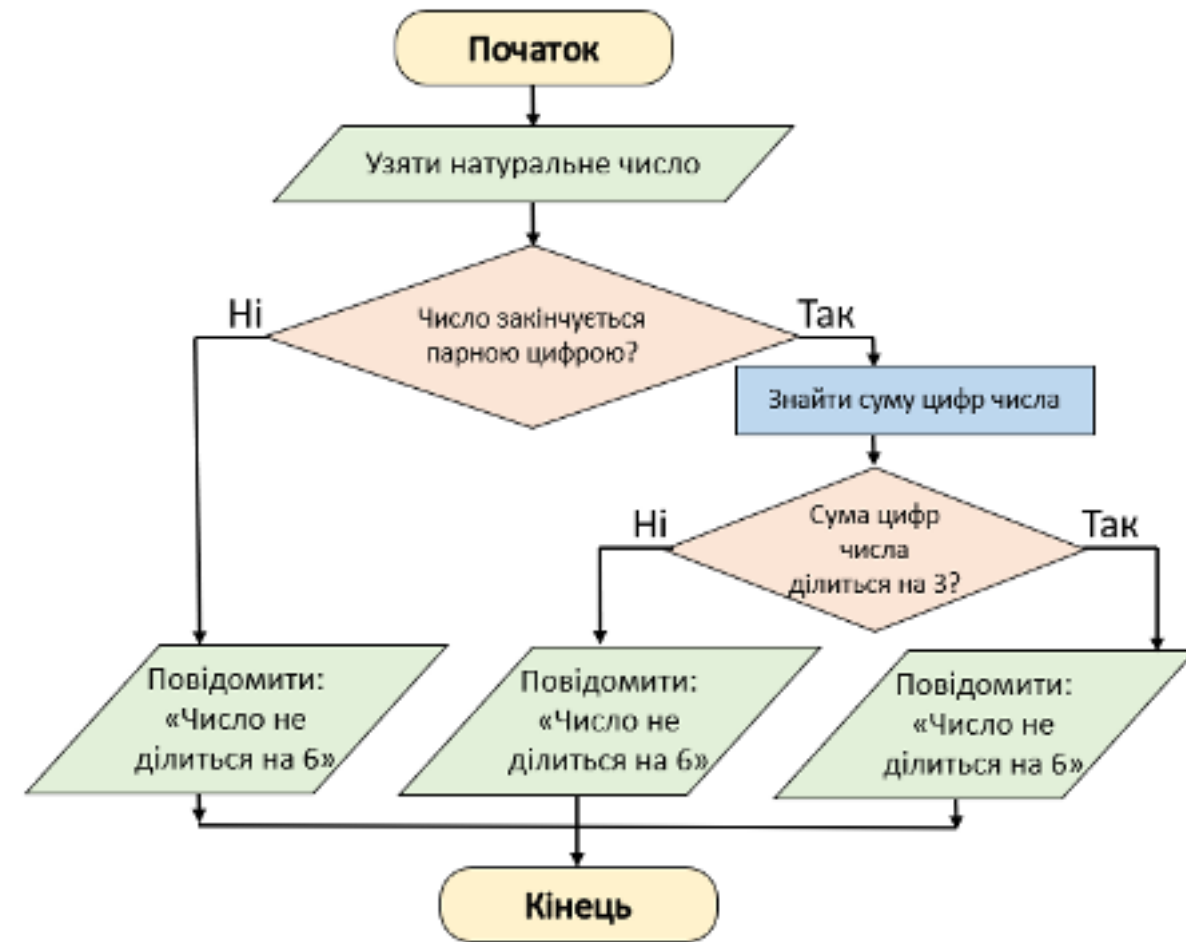 Початок
Узяти натуральне число
Ні
Так
Число закінчується
парною цифрою?
Знайти суму цифр числа
Ні
Так
Сума цифр
числа
ділиться на 3?
Повідомити:
«Число не
ділиться на 6»
Повідомити:
«Число не
ділиться на 6»
Повідомити:
«Число не
ділиться на 6»
Кінець